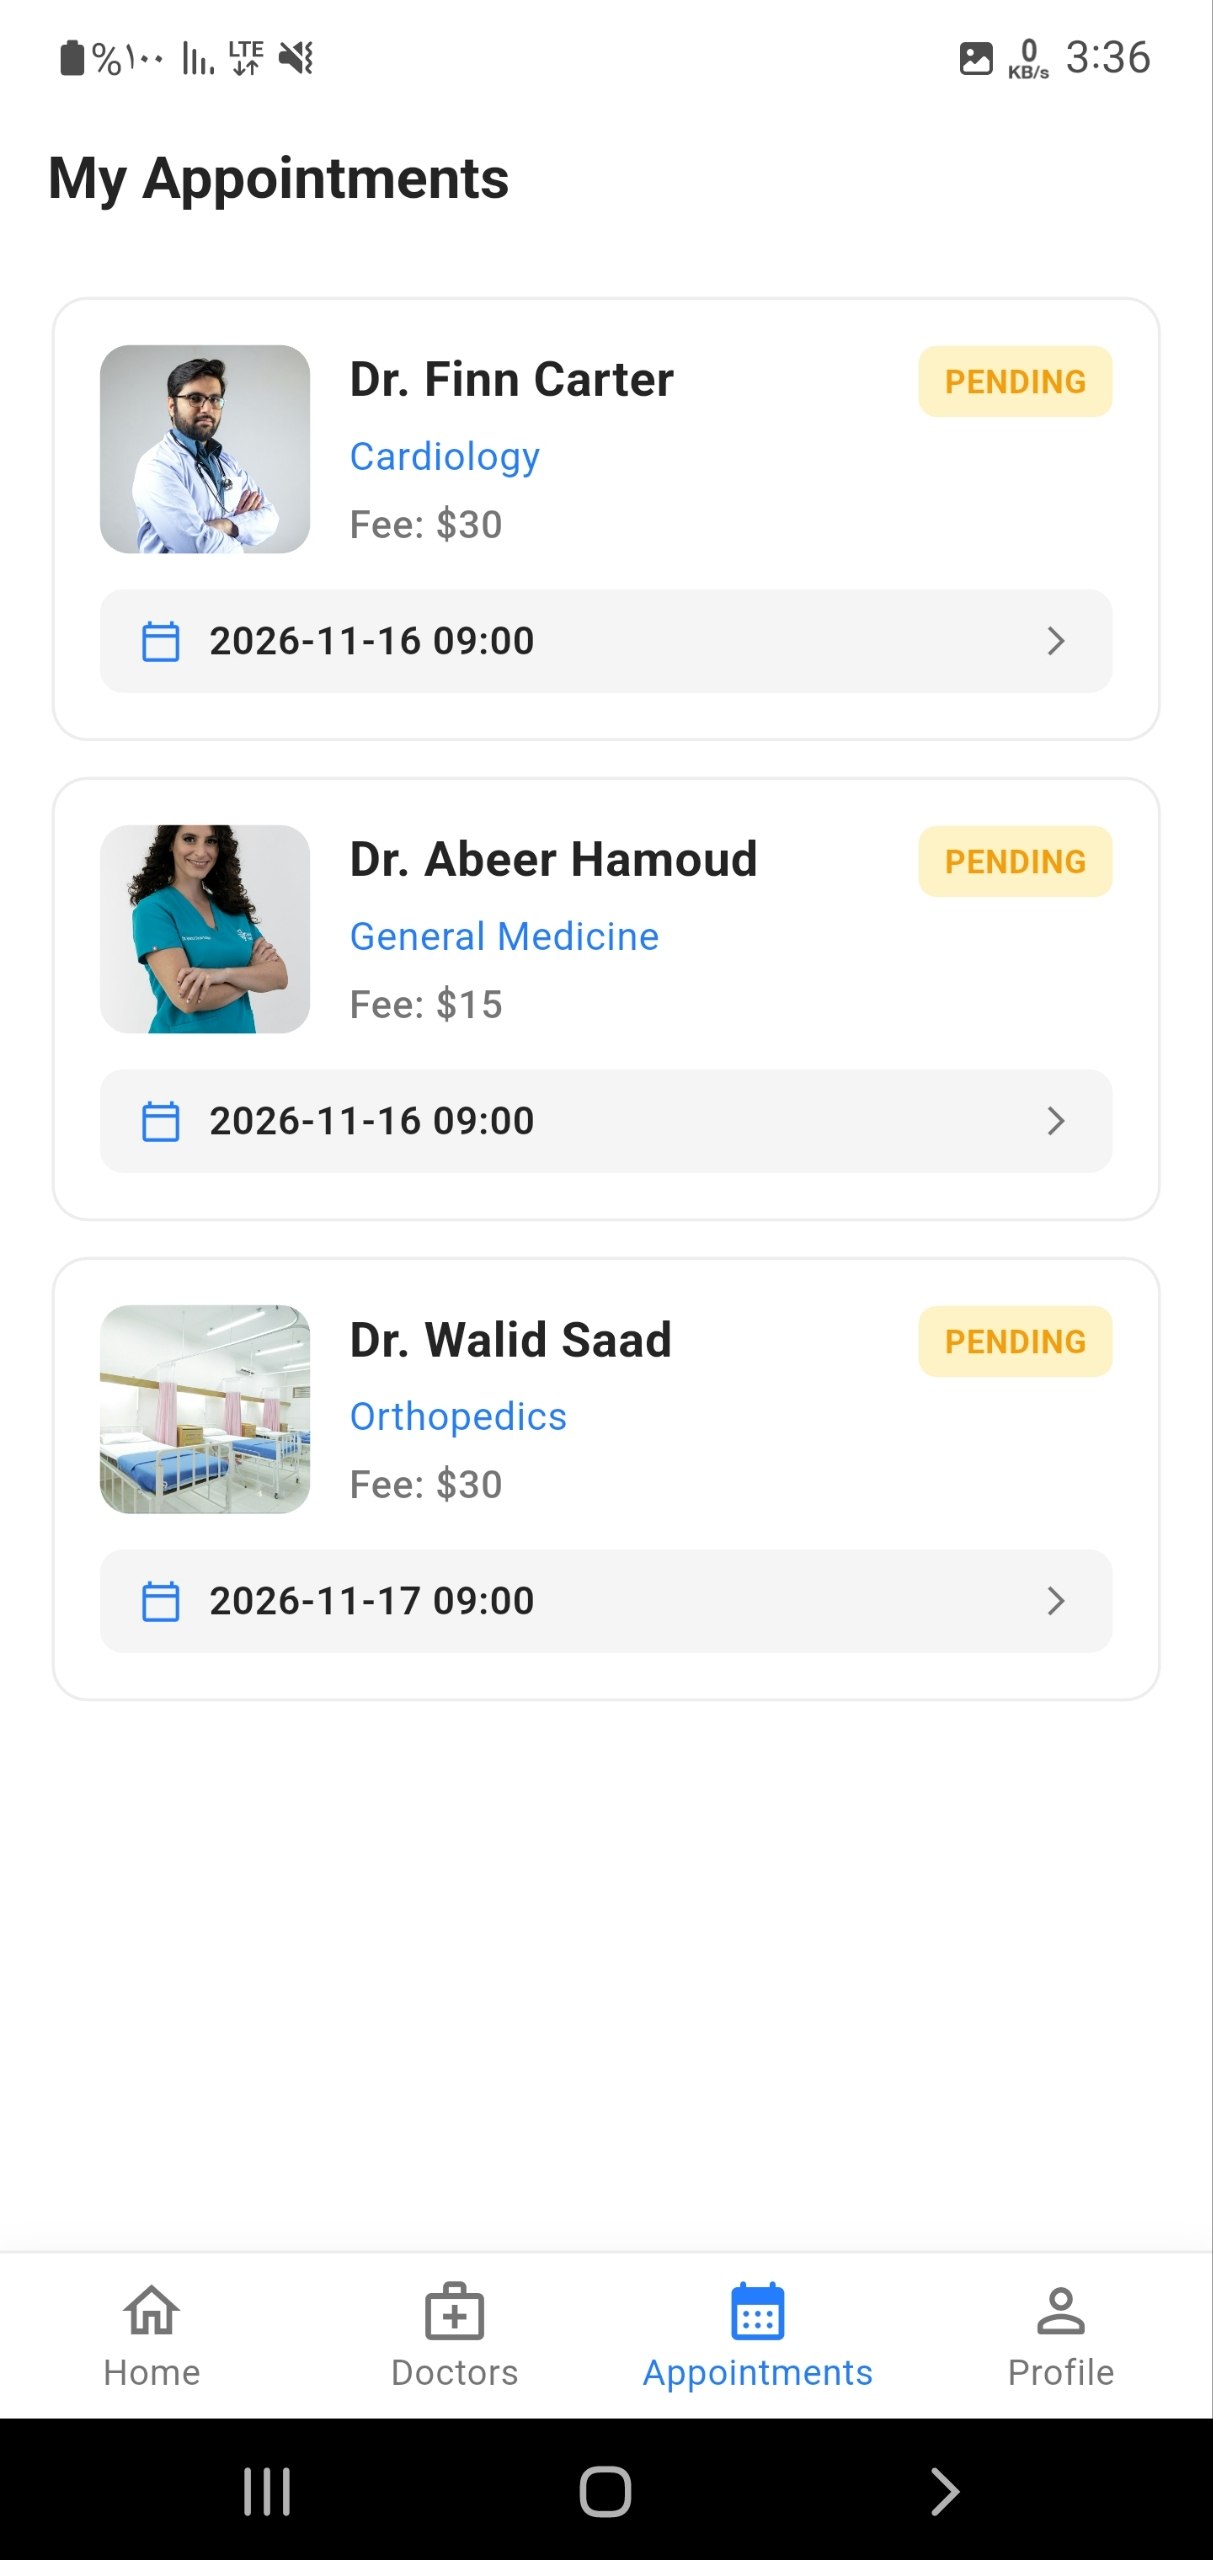 %١٠٠ LTE 0 KB/s 3:36
My Appointments
Dr. Finn Carter PENDING
Cardiology
Fee: $30
2026-11-16 09:00
Dr. Abeer Hamoud PENDING
General Medicine
Fee: $15
2026-11-16 09:00
Dr. Walid Saad PENDING
Orthopedics
Fee: $30
2026-11-17 09:00
Home Doctors Appointments Profile